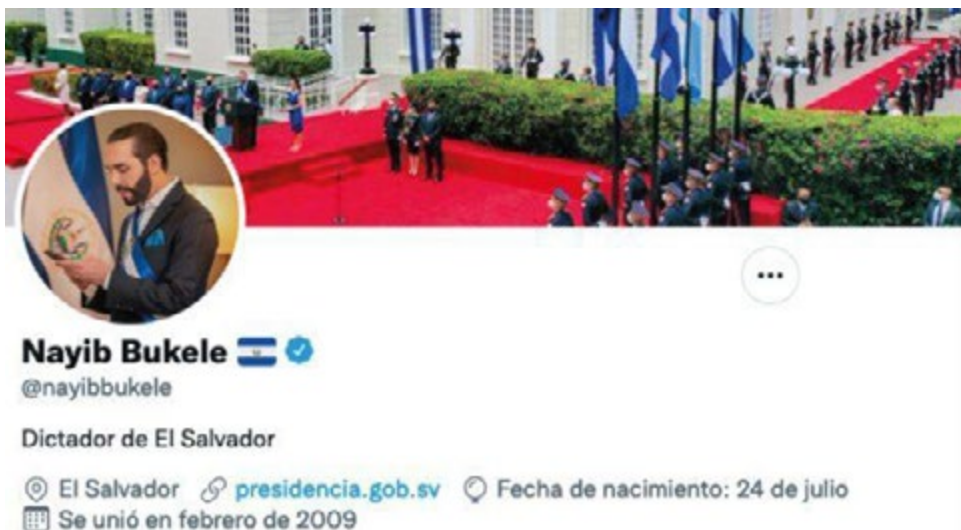 Nayib Bukele
@nayibbukele
Dictador de El Salvador
El Salvador presidencia.gob.sv Fecha de nacimiento: 24 de julio
Se unió en febrero de 2009